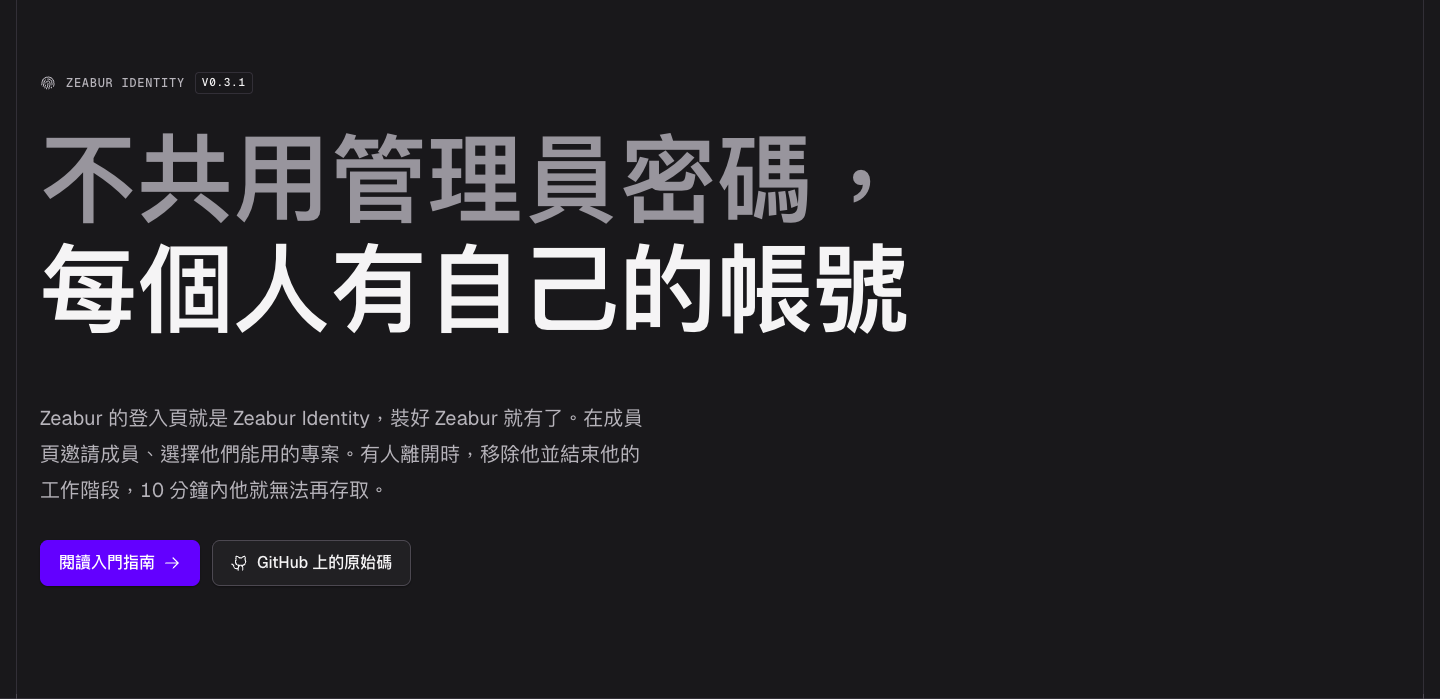 ZEABUR IDENTITY V0.3.1
不共用管理員密碼，
每個人有自己的帳號
Zeabur 的登入頁就是 Zeabur Identity，裝好 Zeabur 就有了。在成員
頁邀請成員、選擇他們能用的專案。有人離開時，移除他並結束他的
工作階段，10 分鐘內他就無法再存取。
閱讀入門指南 →
GitHub 上的原始碼